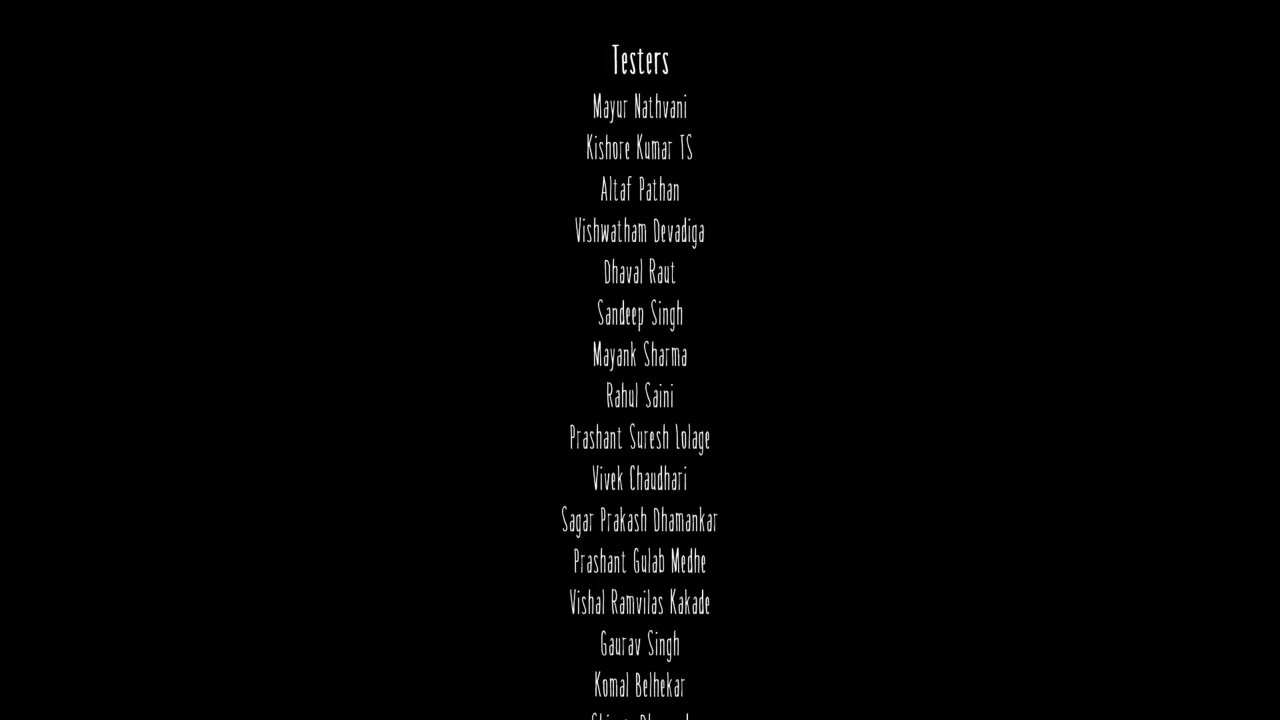 Testers
Mayur Nathvani
Kishore Kumar TS
Altaf Pathan
Vishwatham Devadiga
Dhaval Raut
Sandeep Singh
Mayank Sharma
Rahul Saini
Prashant Suresh Lolage
Vivek Chaudhari
Sagar Prakash Dhamankar
Prashant Gulab Medhe
Vishal Ramvilas Kakade
Gaurav Singh
Komal Belhekar